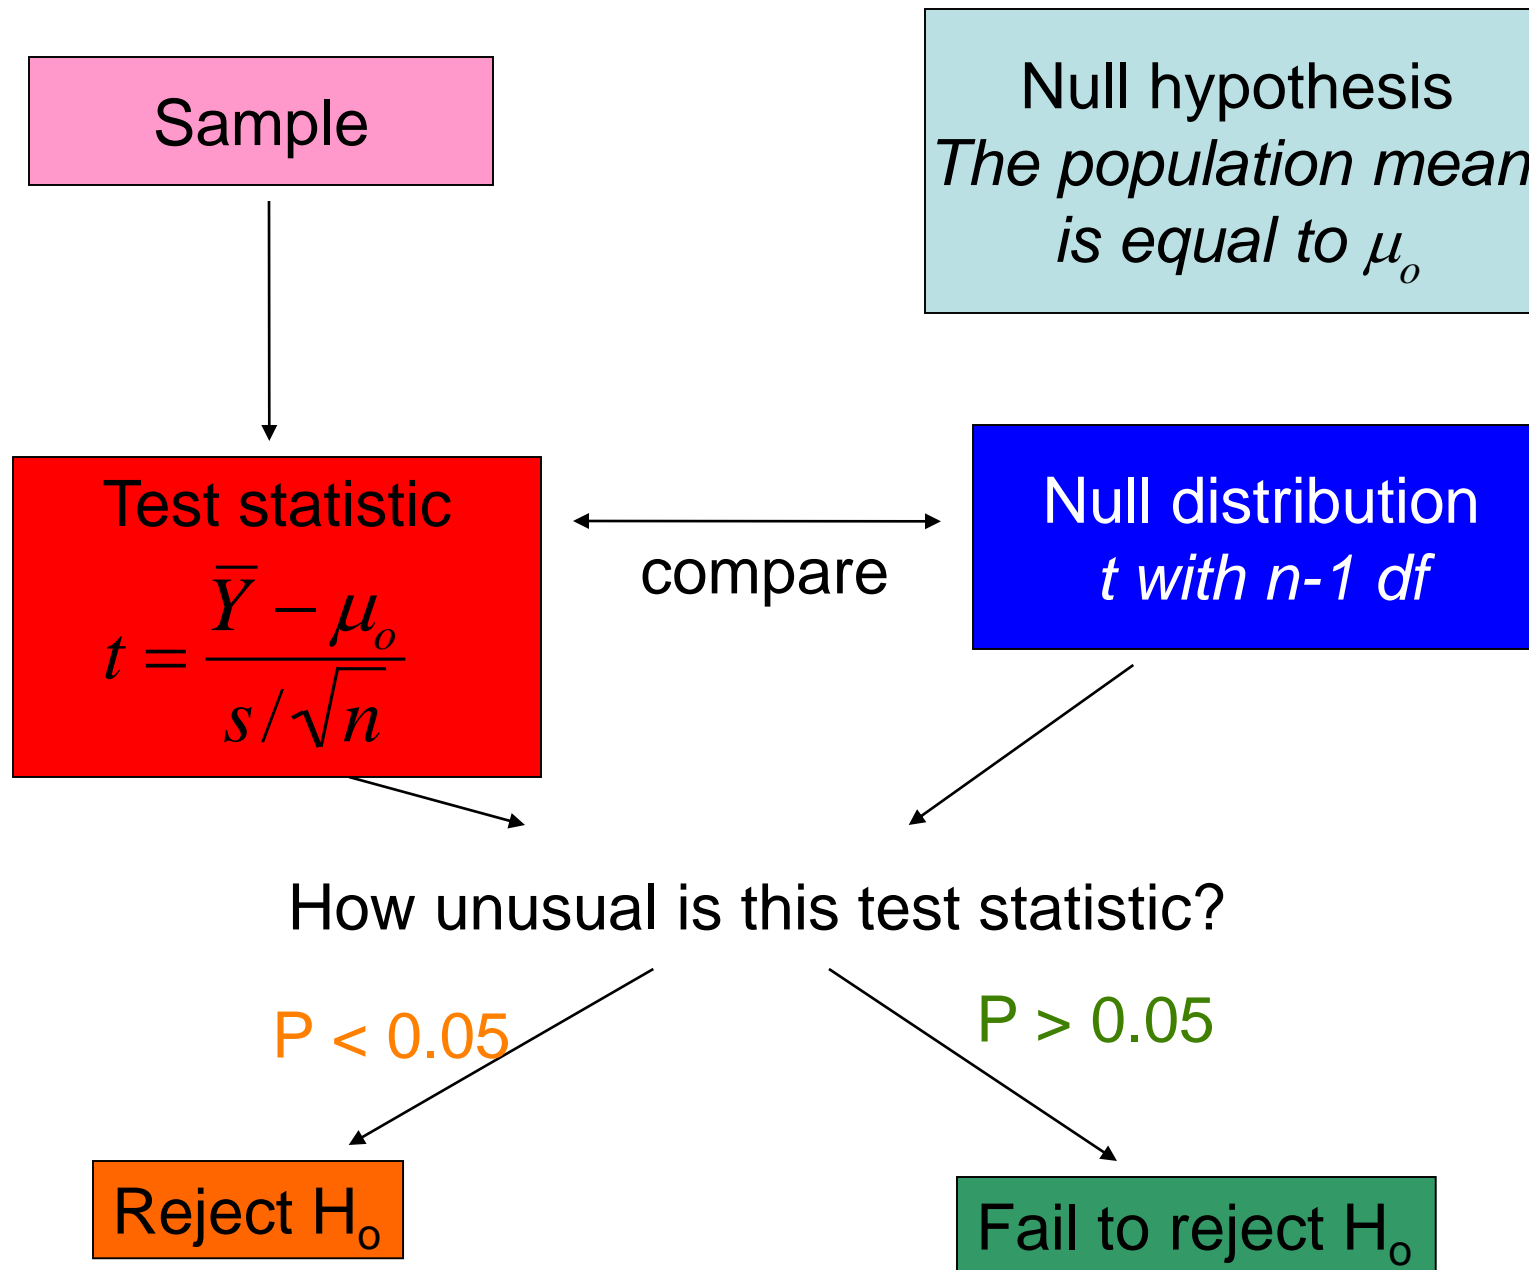 Sample
Null hypothesis
The population mean
is equal to μₒ
Test statistic
t = (Y̅ − μₒ) / (s/√n)
compare
Null distribution
t with n-1 df
How unusual is this test statistic?
P < 0.05
P > 0.05
Reject Hₒ
Fail to reject Hₒ